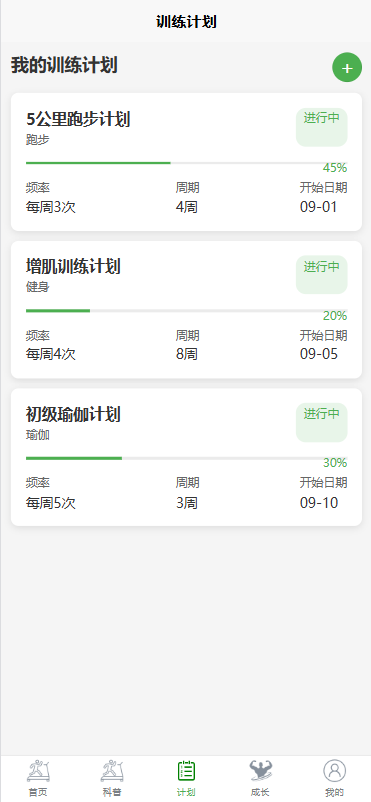 训练计划
我的训练计划
+
5公里跑步计划
进行中
跑步
45%
频率 周期 开始日期
每周3次 4周 09-01
增肌训练计划
进行中
健身
20%
频率 周期 开始日期
每周4次 8周 09-05
初级瑜伽计划
进行中
瑜伽
30%
频率 周期 开始日期
每周5次 3周 09-10
首页 科普 计划 成长 我的